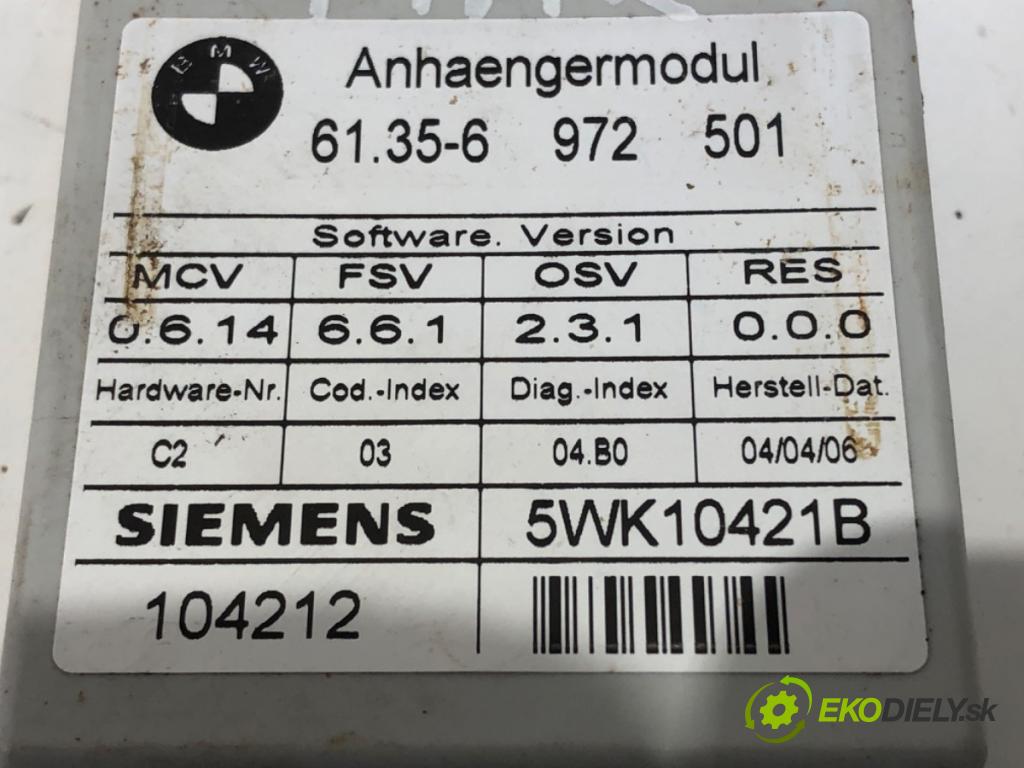 BMW
Anhaengermodul
61.35-6 972 501
Software. Version
MCV FSV OSV RES
0.6.14 6.6.1 2.3.1 0.0.0
Hardware-Nr. Cod.-Index Diag.-Index Herstell-Dat.
C2 03 04.B0 04/04/06
SIEMENS 5WK10421B
104212
EKODIELY.sk